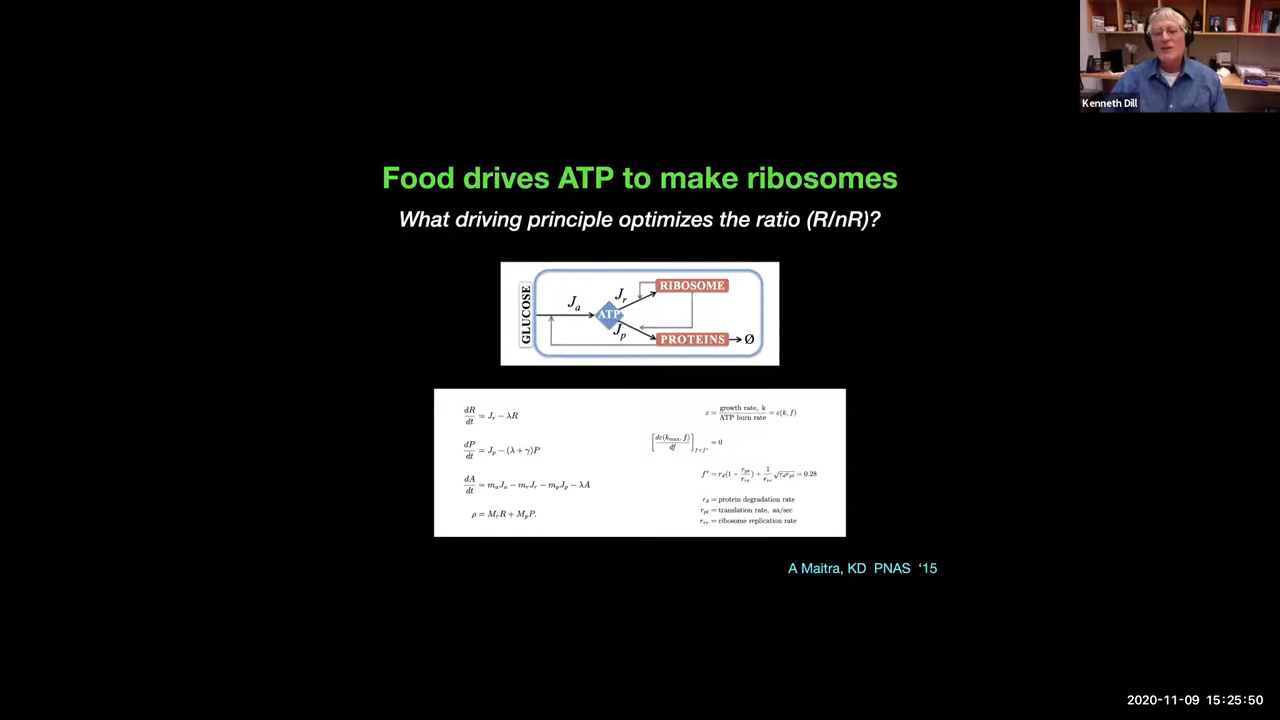 Kenneth Dill
Food drives ATP to make ribosomes
What driving principle optimizes the ratio (R/nR)?
GLUCOSE
J_a
ATP
J_r
J_p
RIBOSOME
PROTEINS
Ø
dR/dt = J_r − λR
dP/dt = J_p − (λ + γ)P
dA/dt = m_a J_a − m_r J_r − m_p J_p − λA
ρ = M_r R + M_p P.
ε = growth rate, k / ATP burn rate = ε(k, f)
[dε(k_max, f)/df]_{f=f*} = 0
r_d = protein degradation rate
r_pt = translation rate, aa/sec
r_rr = ribosome replication rate
A Maitra, KD PNAS ‘15
2020-11-09 15:25:50